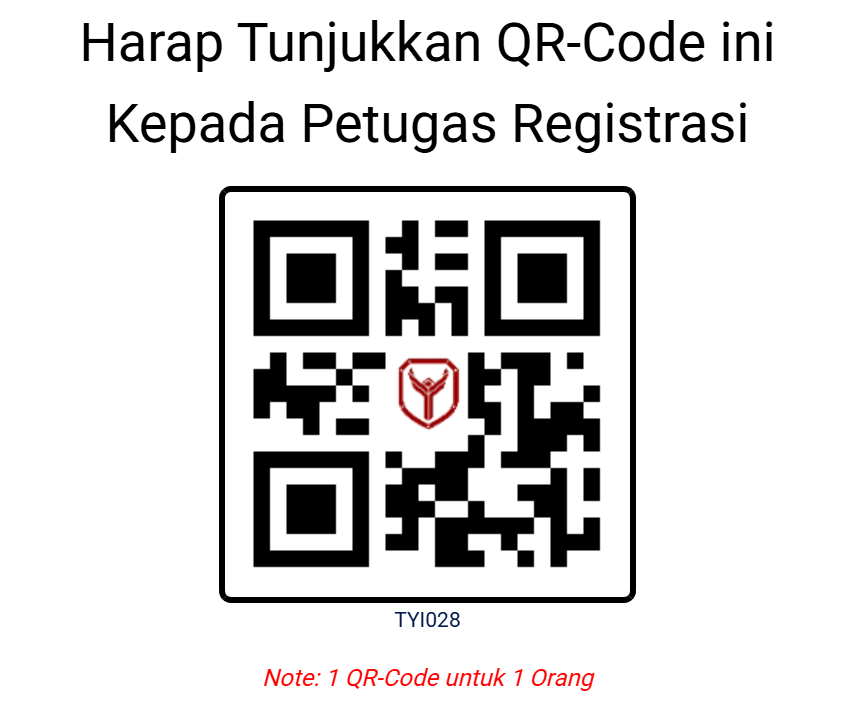 Harap Tunjukkan QR-Code ini
Kepada Petugas Registrasi
TYI028
Note: 1 QR-Code untuk 1 Orang